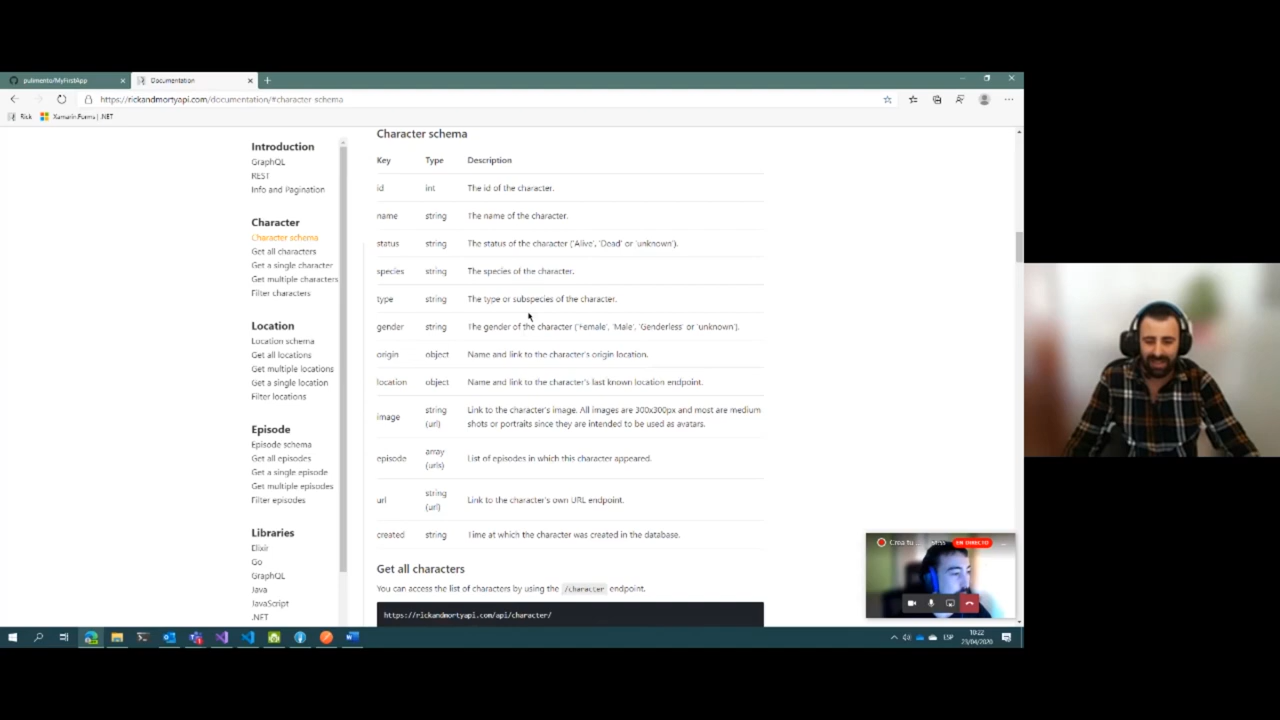 pulimento/MyFirstApp
Documentation
https://rickandmortyapi.com/documentation/#character-schema
Rick
Xamarin.Forms | .NET
Introduction
GraphQL
REST
Info and Pagination
Character
Character schema
Get all characters
Get a single character
Get multiple characters
Filter characters
Location
Location schema
Get all locations
Get multiple locations
Get a single location
Filter locations
Episode
Episode schema
Get all episodes
Get a single episode
Get multiple episodes
Filter episodes
Libraries
Elixir
Go
GraphQL
Java
JavaScript
.NET
Character schema
Key Type Description
id int The id of the character.
name string The name of the character.
status string The status of the character ('Alive', 'Dead' or 'unknown').
species string The species of the character.
type string The type or subspecies of the character.
gender string The gender of the character ('Female', 'Male', 'Genderless' or 'unknown').
origin object Name and link to the character's origin location.
location object Name and link to the character's last known location endpoint.
image string (url) Link to the character's image. All images are 300x300px and most are medium
shots or portraits since they are intended to be used as avatars.
episode array (urls) List of episodes in which this character appeared.
url string (url) Link to the character's own URL endpoint.
created string Time at which the character was created in the database.
Get all characters
You can access the list of characters by using the /character endpoint.
https://rickandmortyapi.com/api/character/
Crea tu ...
EN DIRECTO
ESP
10:22
21/04/2020